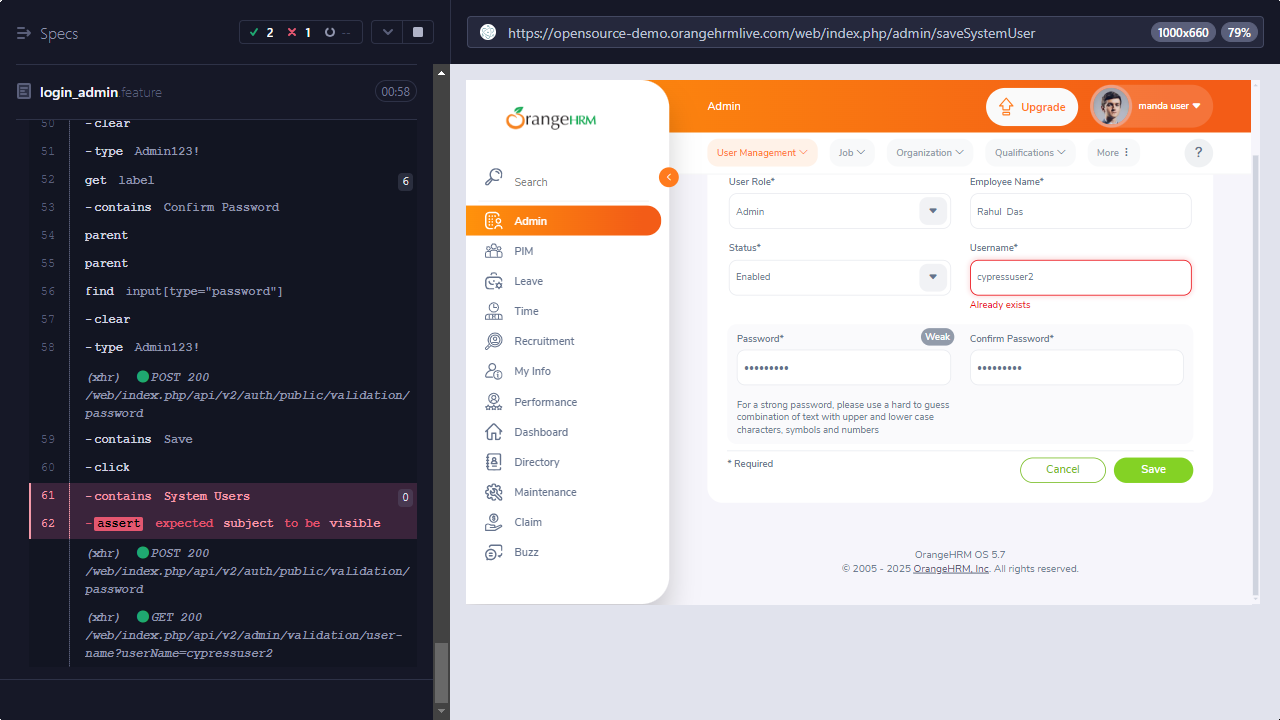 Specs
2
1
--
https://opensource-demo.orangehrmlive.com/web/index.php/admin/saveSystemUser
1000x660
79%
login_admin.feature
00:58
50 -clear
51 -type Admin123!
52 get label 6
53 -contains Confirm Password
54 parent
55 parent
56 find input[type="password"]
57 -clear
58 -type Admin123!
(xhr) POST 200
/web/index.php/api/v2/auth/public/validation/
password
59 -contains Save
60 -click
61 -contains System Users 0
62 -assert expected subject to be visible
(xhr) POST 200
/web/index.php/api/v2/auth/public/validation/
password
(xhr) GET 200
/web/index.php/api/v2/admin/validation/user-
name?userName=cypressuser2
OrangeHRM
Search
Admin
PIM
Leave
Time
Recruitment
My Info
Performance
Dashboard
Directory
Maintenance
Claim
Buzz
Admin
Upgrade
manda user
User Management
Job
Organization
Qualifications
More
?
User Role*
Employee Name*
Admin
Rahul Das
Status*
Username*
Enabled
cypressuser2
Already exists
Password*
Weak
Confirm Password*
For a strong password, please use a hard to guess
combination of text with upper and lower case
characters, symbols and numbers
* Required
Cancel
Save
OrangeHRM OS 5.7
© 2005 - 2025 OrangeHRM, Inc. All rights reserved.